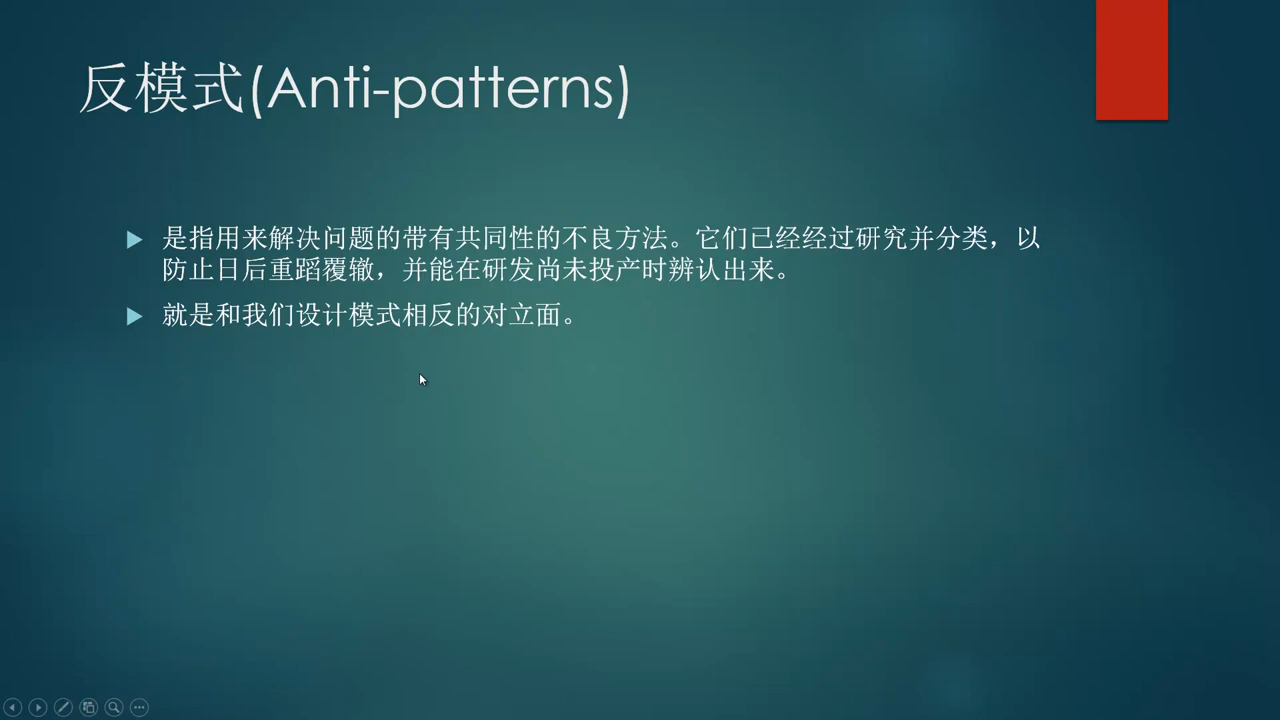 反模式(Anti-patterns)
是指用来解决问题的带有共同性的不良方法。它们已经经过研究并分类，以
防止日后重蹈覆辙，并能在研发尚未投产时辨认出来。
就是和我们设计模式相反的对立面。